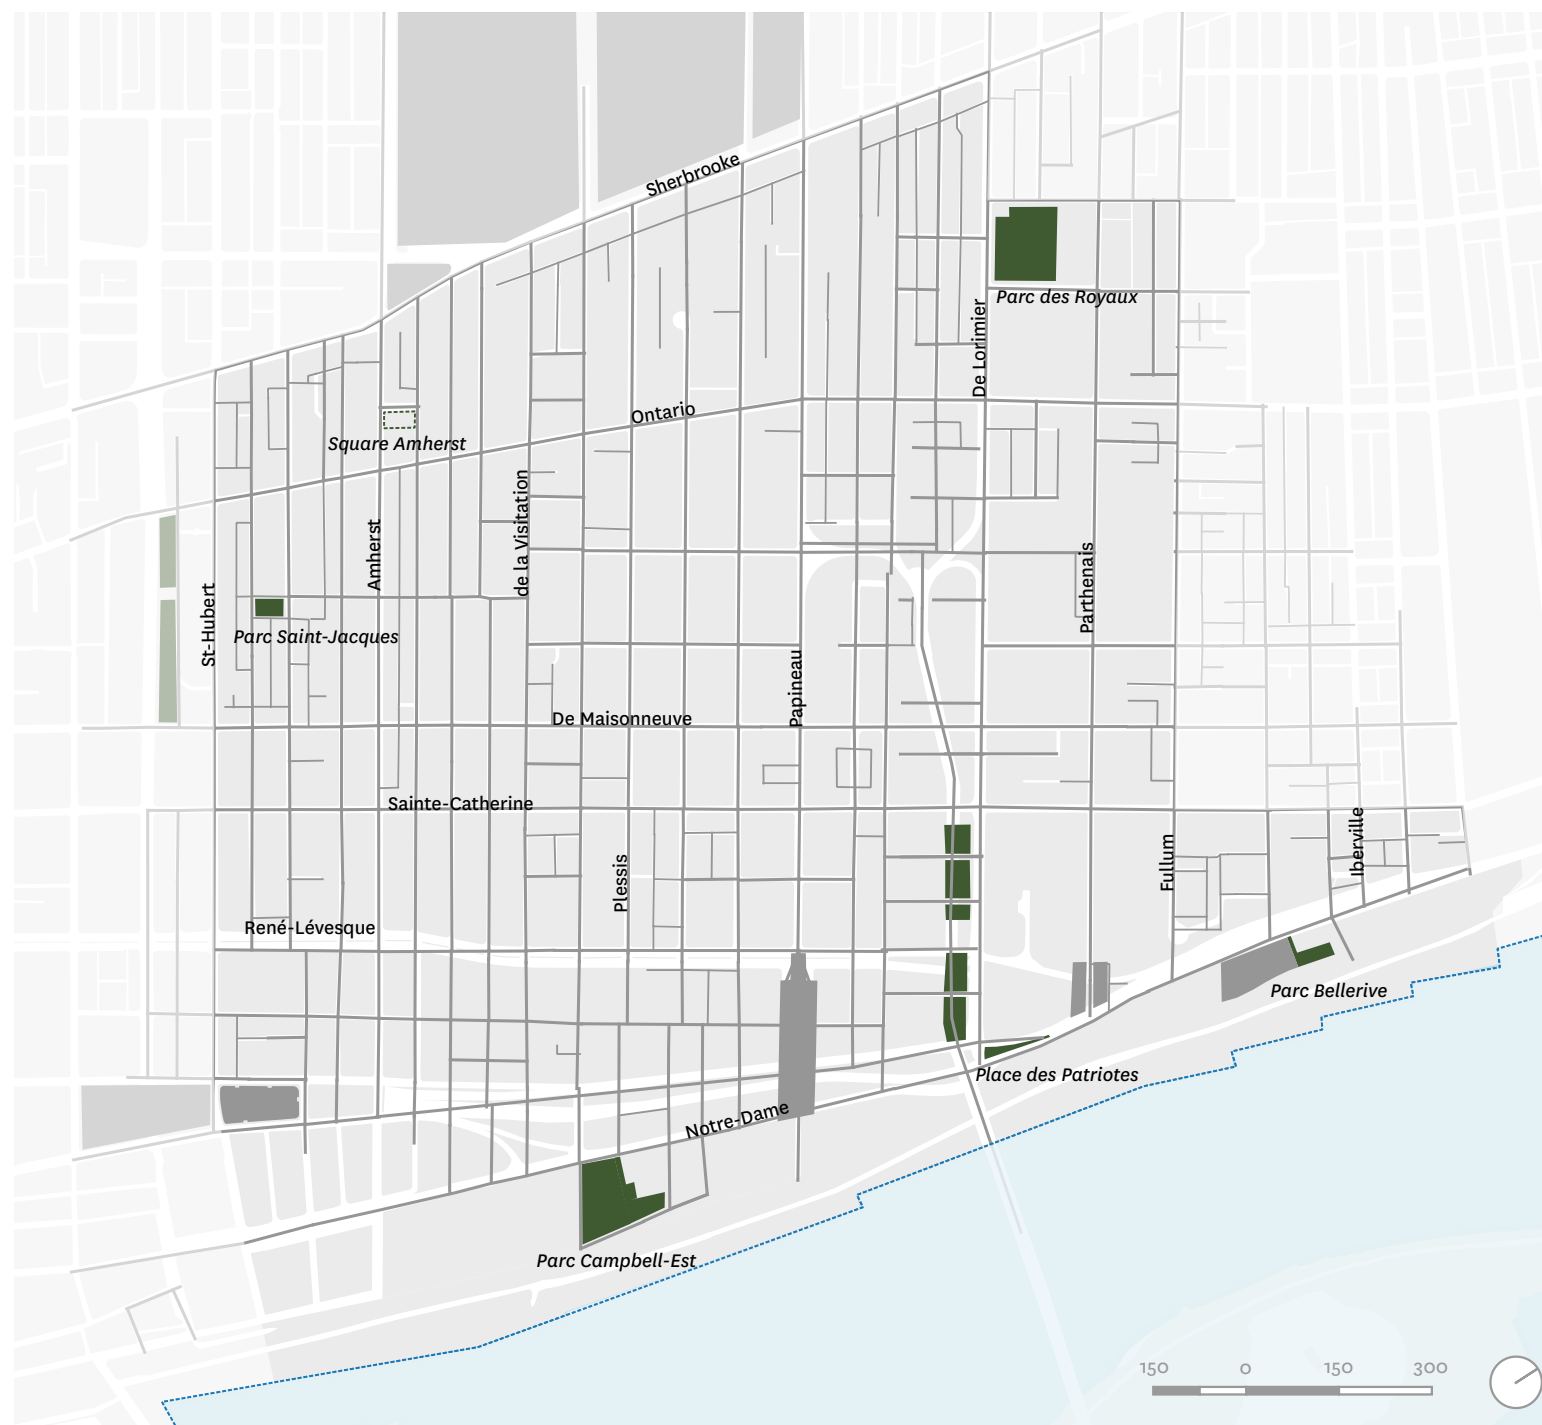 Sherbrooke
Parc des Royaux
De Lorimier
Ontario
Square Amherst
de la Visitation
Amherst
Parthenais
St-Hubert
Parc Saint-Jacques
Papineau
De Maisonneuve
Sainte-Catherine
Iberville
Fullum
Plessis
René-Lévesque
Parc Bellerive
Place des Patriotes
Notre-Dame
Parc Campbell-Est
150 0 150 300